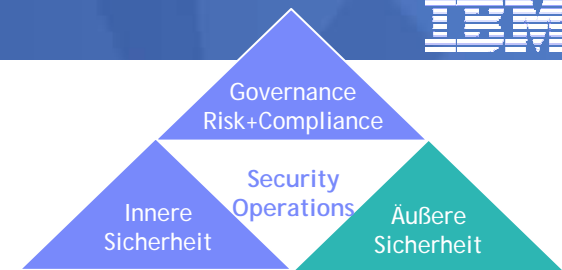 IBM
Governance
Risk+Compliance
Security
Operations
Innere
Sicherheit
Äußere
Sicherheit